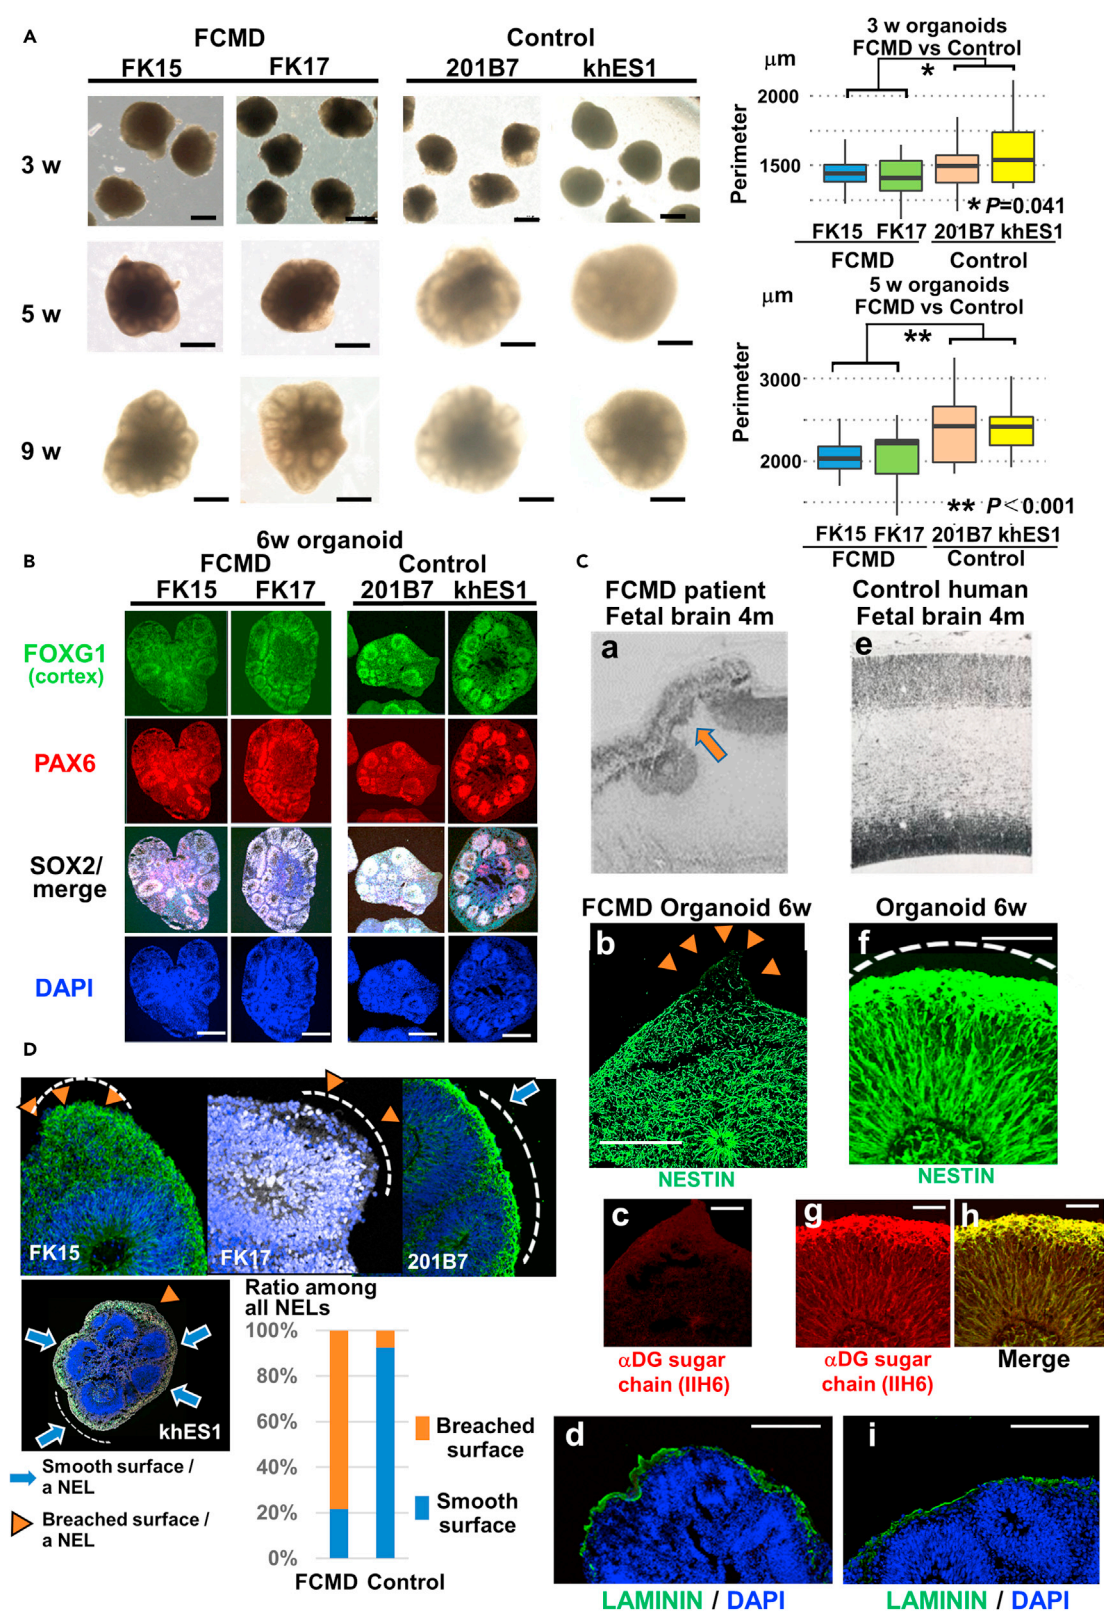 A
FCMD
Control
FK15
FK17
201B7
khES1
3 w
5 w
9 w
3 w organoids
FCMD vs Control
μm
*
2000
1500
Perimeter
* P=0.041
FK15 FK17 201B7 khES1
FCMD
Control
5 w organoids
FCMD vs Control
μm
**
3000
2000
Perimeter
** P<0.001
FK15 FK17 201B7 khES1
FCMD
Control
B
6w organoid
FCMD
Control
FK15
FK17
201B7
khES1
FOXG1
(cortex)
PAX6
SOX2/
merge
DAPI
C
FCMD patient
Fetal brain 4m
Control human
Fetal brain 4m
a
e
FCMD Organoid 6w
Organoid 6w
b
f
NESTIN
NESTIN
c
g
h
αDG sugar
chain (IIH6)
αDG sugar
chain (IIH6)
Merge
d
i
LAMININ / DAPI
LAMININ / DAPI
D
FK15
FK17
201B7
khES1
Smooth surface /
a NEL
Breached surface /
a NEL
Ratio among
all NELs
100%
80%
60%
40%
20%
0%
FCMD Control
Breached
surface
Smooth
surface